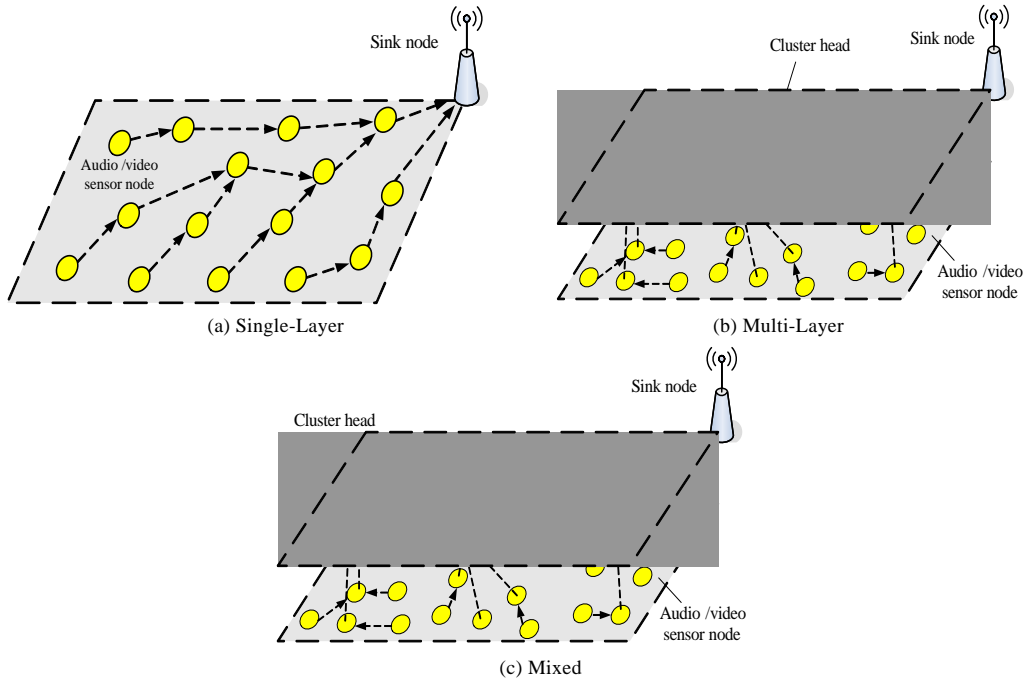 Sink node
Audio /video
sensor node
(a) Single-Layer
Cluster head
Sink node
Audio /video
sensor node
(b) Multi-Layer
Sink node
Cluster head
Audio /video
sensor node
(c) Mixed